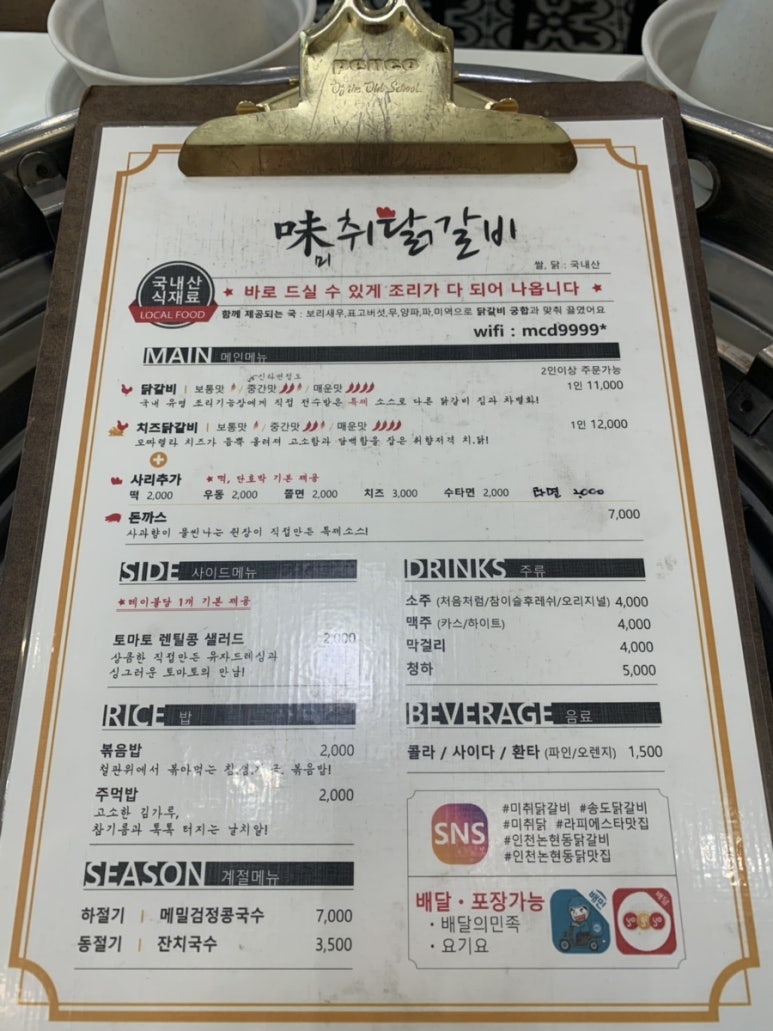 penco
Of the Old School.
味취닭갈비
미
쌀, 닭 : 국내산
국내산
식재료
LOCAL FOOD
★ 바로 드실 수 있게 조리가 다 되어 나옵니다 ★
함께 제공되는 국 : 보리새우,표고버섯,무,양파,파,미역으로 닭갈비 궁합과 맞춰 끓였어요
wifi : mcd9999*
MAIN 메인메뉴
2인이상 주문가능
신라면정도
닭갈비 | 보통맛 / 중간맛 / 매운맛 1인 11,000
국내 유명 조리기능장에게 직접 전수받은 특제 소스로 다른 닭갈비 집과 차별화!
치즈닭갈비 | 보통맛 / 중간맛 / 매운맛 1인 12,000
모짜렐라 치즈가 듬뿍 올려져 고소함과 담백함을 잡은 취향저격 치,닭!
사리추가 * 떡, 단호박 기본 제공
떡 2,000 우동 2,000 쫄면 2,000 치즈 3,000 수타면 2,000 라면 2,000
돈까스 7,000
사과향이 물씬나는 원장이 직접만든 특제소스!
SIDE 사이드메뉴
*테이블당 1개 기본 제공
토마토 렌틸콩 샐러드 2,000
상큼한 직접만든 유자드레싱과
싱그러운 토마토의 만남!
RICE 밥
볶음밥 2,000
철판위에서 볶아먹는 볶음밥!
주먹밥 2,000
고소한 김가루,
참기름과 톡톡 터지는 날치알!
SEASON 계절메뉴
하절기 | 메밀검정콩국수 7,000
동절기 | 잔치국수 3,500
DRINKS 주류
소주 (처음처럼/참이슬후레쉬/오리지널) 4,000
맥주 (카스/하이트) 4,000
막걸리 4,000
청하 5,000
BEVERAGE 음료
콜라 / 사이다 / 환타 (파인/오렌지) 1,500
SNS
#미취닭갈비 #송도닭갈비
#미취닭 #라피에스타맛집
#인천논현동닭갈비
#인천논현동닭맛집
배달 · 포장가능
· 배달의민족
· 요기요
배민!
배달
요기요